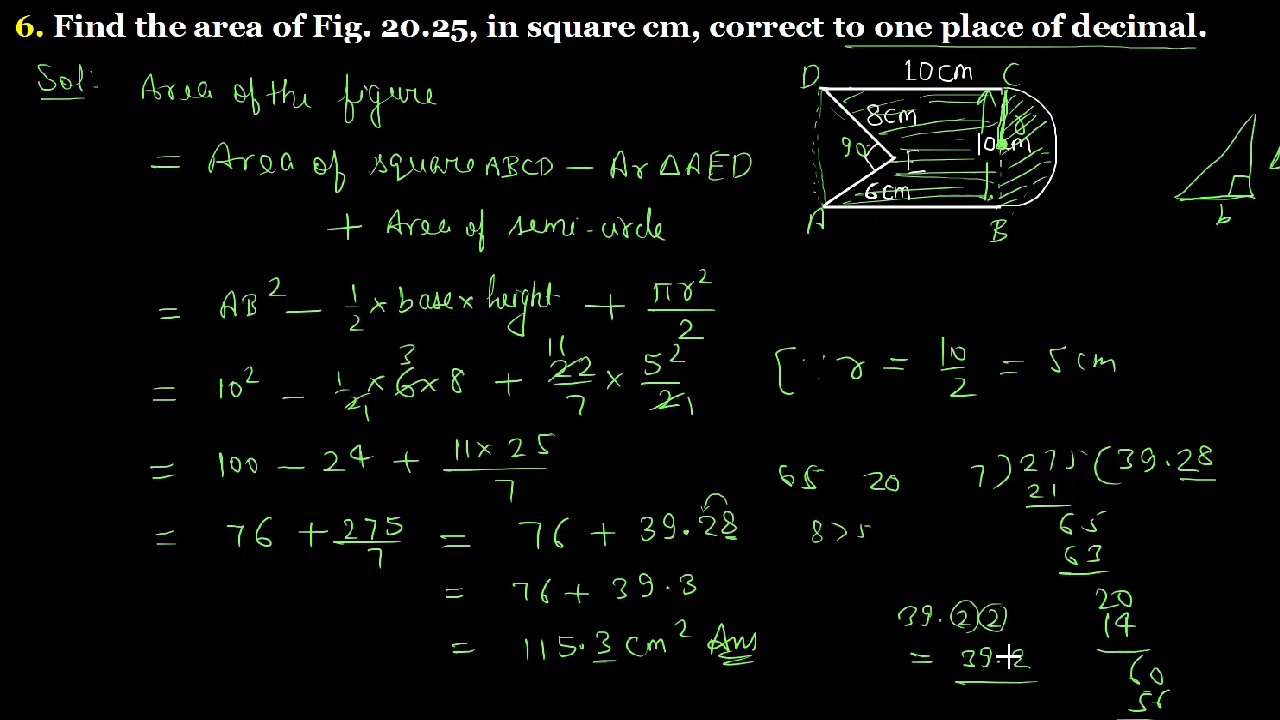 6. Find the area of Fig. 20.25, in square cm, correct to one place of decimal.
Sol: Area of the figure
= Area of square ABCD - Ar △AED
+ Area of semi-circle
= AB² - 1/2 × base × height + πr²/2
= 10² - 1/2 × 6 × 8 + 22/7 × 5²/2
3 1 11 1
[∵ r = 10/2 = 5 cm
= 100 - 24 + 11×25/7
= 76 + 275/7 = 76 + 39.28
= 76 + 39.3
= 115.3 cm² Ans
D 10cm C
8cm
90
E
10cm
r
6cm
A B
b
65 20
8 > 5
7)275(39.28
21
65
63
20
14
60
56
39.22
= 39.2